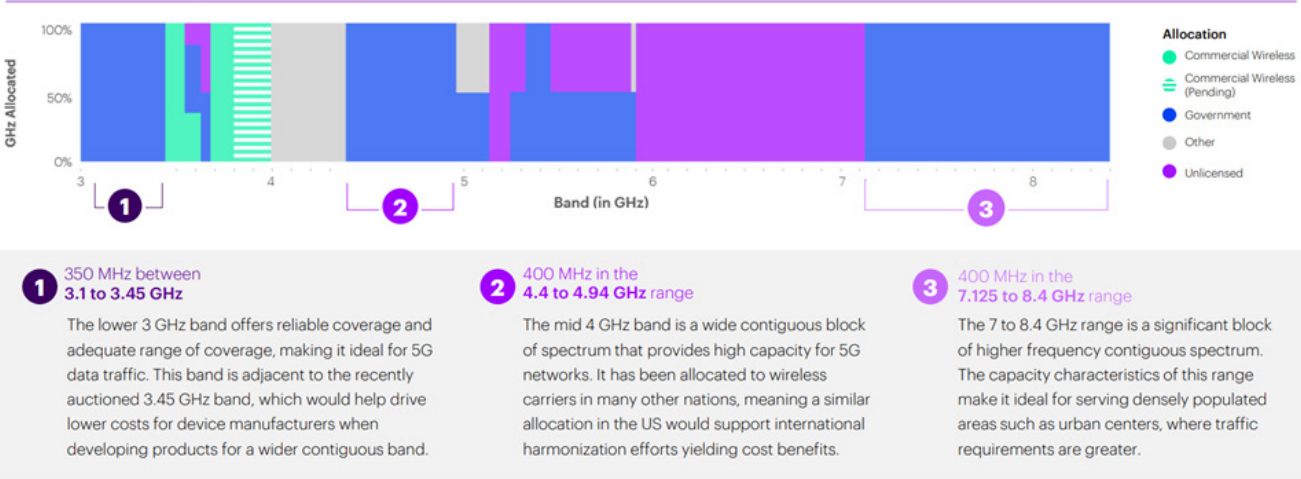 Allocation
Commercial Wireless
Commercial Wireless
(Pending)
Government
Other
Unlicensed
GHz Allocated
100%
50%
0%
3
4
5
6
7
8
Band (in GHz)
1
2
3
1
350 MHz between
3.1 to 3.45 GHz
The lower 3 GHz band offers reliable coverage and
adequate range of coverage, making it ideal for 5G
data traffic. This band is adjacent to the recently
auctioned 3.45 GHz band, which would help drive
lower costs for device manufacturers when
developing products for a wider contiguous band.
2
400 MHz in the
4.4 to 4.94 GHz range
The mid 4 GHz band is a wide contiguous block
of spectrum that provides high capacity for 5G
networks. It has been allocated to wireless
carriers in many other nations, meaning a similar
allocation in the US would support international
harmonization efforts yielding cost benefits.
3
400 MHz in the
7.125 to 8.4 GHz range
The 7 to 8.4 GHz range is a significant block
of higher frequency contiguous spectrum.
The capacity characteristics of this range
make it ideal for serving densely populated
areas such as urban centers, where traffic
requirements are greater.